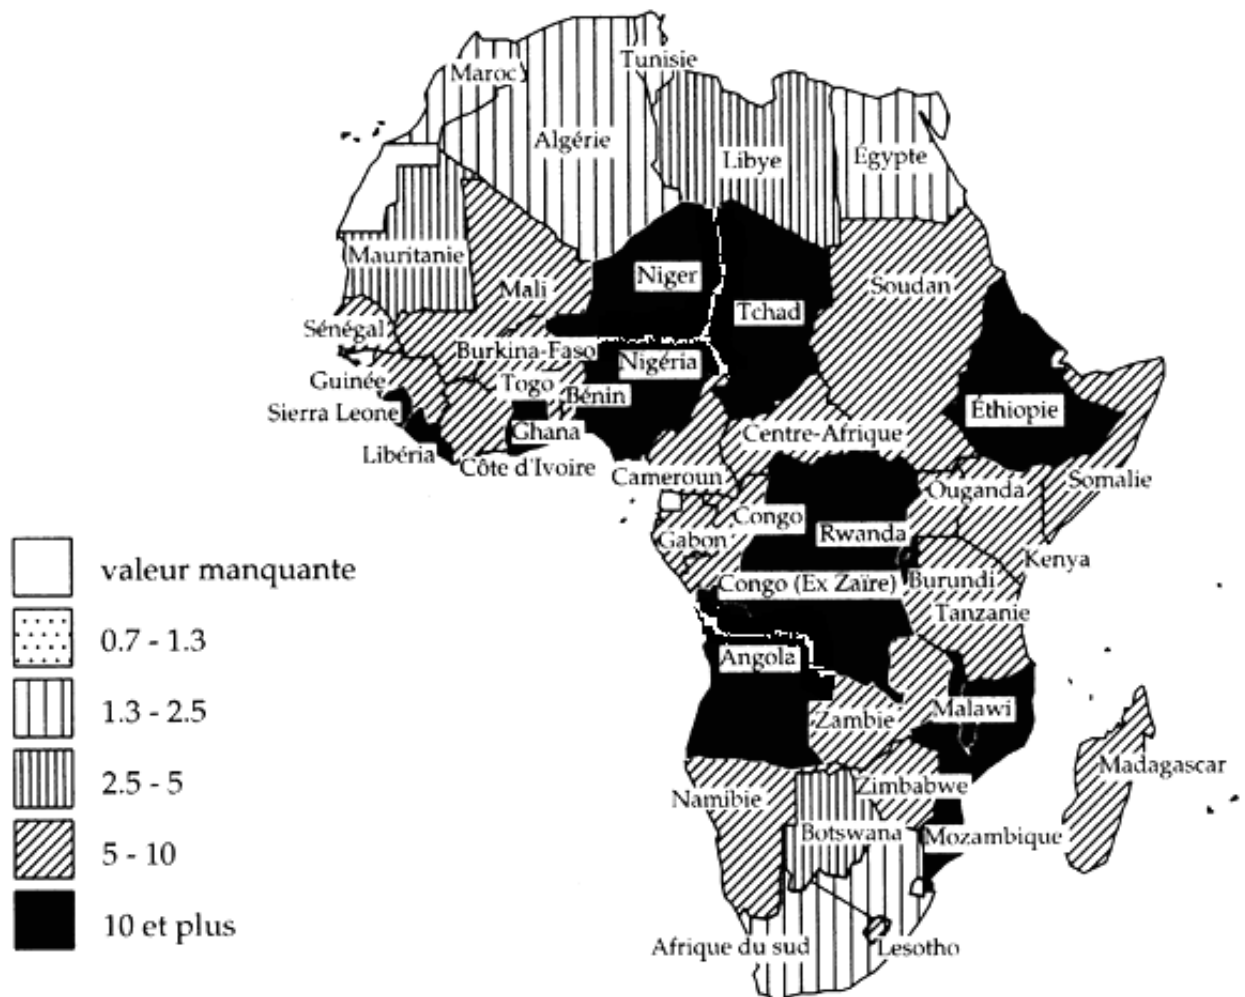 Tunisie
Maroc
Algérie
Libye
Égypte
Mauritanie
Niger
Mali
Soudan
Tchad
Sénégal
Burkina-Faso
Nigéria
Guinée
Togo
Bénin
Sierra Leone
Éthiopie
Ghana
Centre-Afrique
Libéria
Côte d'Ivoire
Cameroun
Somalie
Ouganda
Congo
Rwanda
Gabon
Kenya
Congo (Ex Zaïre)
Burundi
Tanzanie
Angola
Malawi
Zambie
Madagascar
Zimbabwe
Namibie
Botswana
Mozambique
Afrique du sud
Lesotho
valeur manquante
0.7 - 1.3
1.3 - 2.5
2.5 - 5
5 - 10
10 et plus